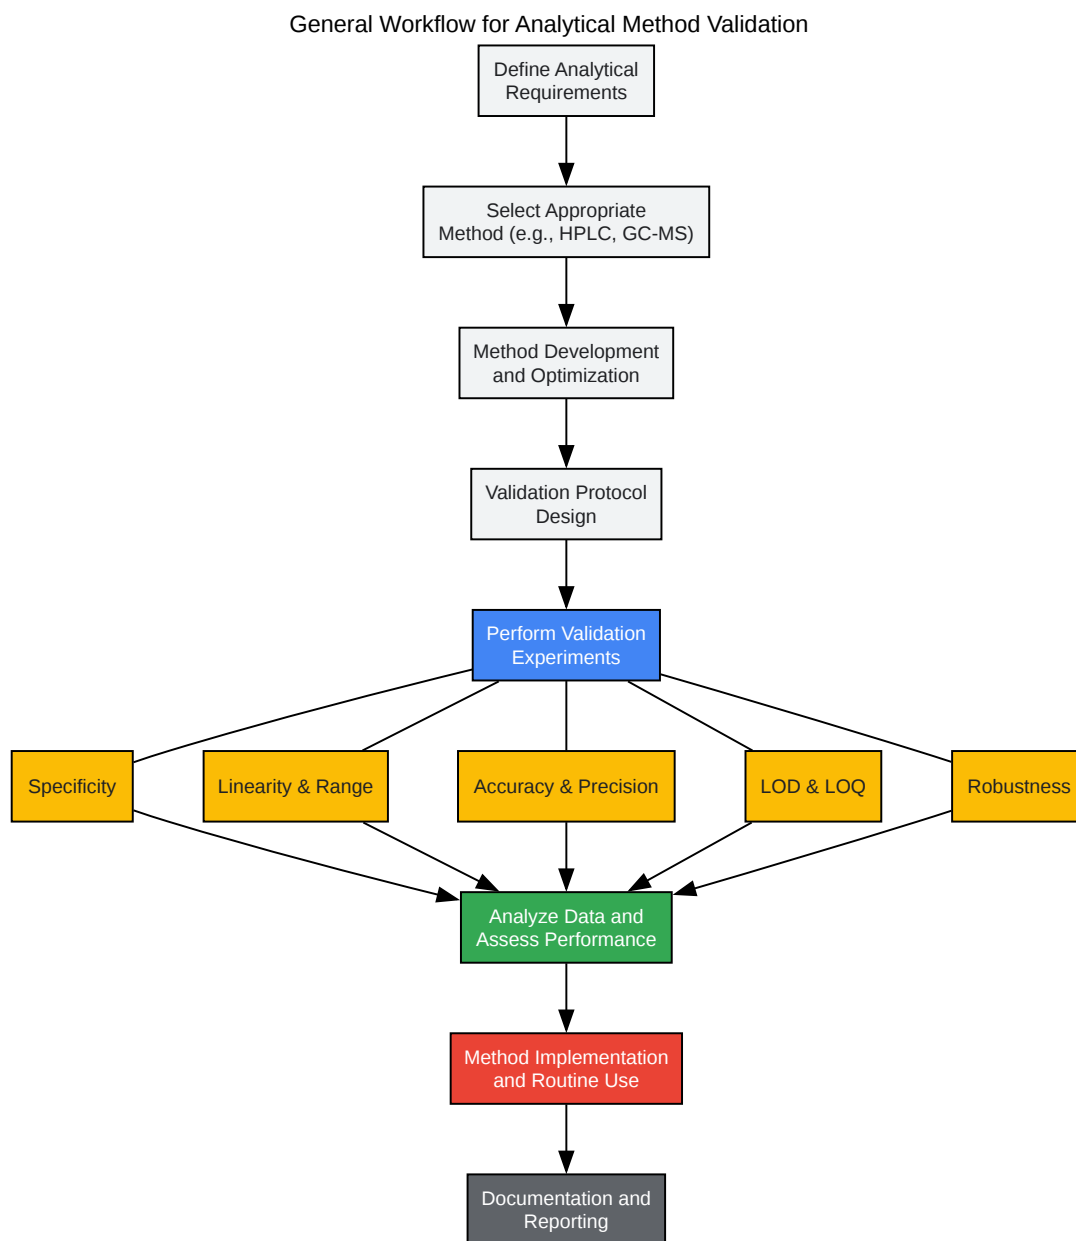 General Workflow for Analytical Method Validation
Define Analytical
Requirements
Select Appropriate
Method (e.g., HPLC, GC-MS)
Method Development
and Optimization
Validation Protocol
Design
Perform Validation
Experiments
Specificity
Linearity & Range
Accuracy & Precision
LOD & LOQ
Robustness
Analyze Data and
Assess Performance
Method Implementation
and Routine Use
Documentation and
Reporting